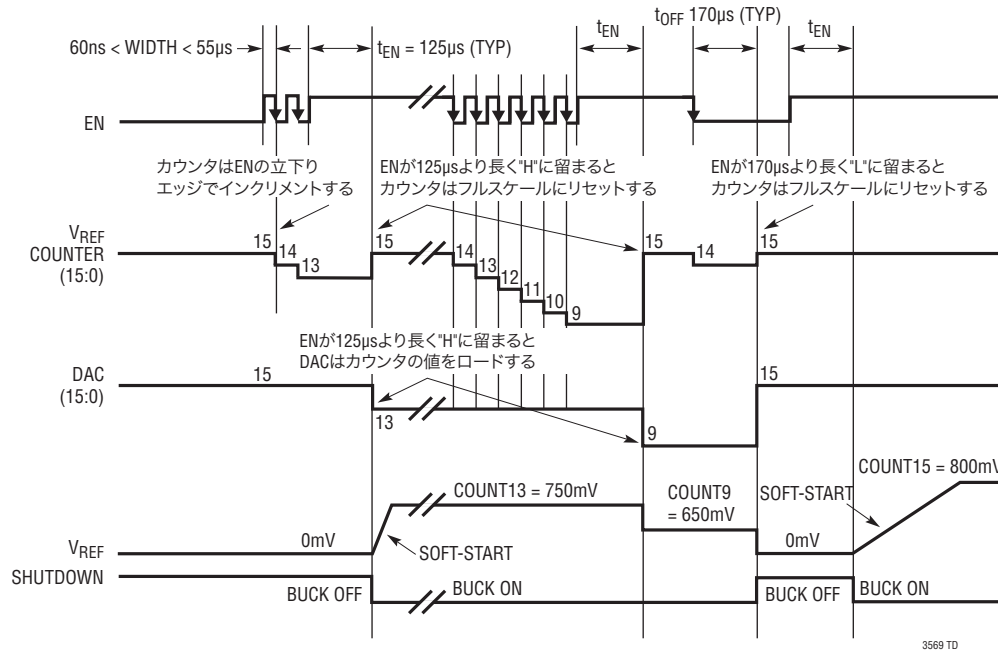 60ns < WIDTH < 55µs
tEN = 125µs (TYP)
tEN
tOFF 170µs (TYP)
tEN
EN
カウンタはENの立下り
エッジでインクリメントする
ENが125µsより長く"H"に留まると
カウンタはフルスケールにリセットする
ENが170µsより長く"L"に留まると
カウンタはフルスケールにリセットする
VREF
COUNTER
(15:0)
15
14
13
15
14
13
12
11
10
9
15
14
15
ENが125µsより長く"H"に留まると
DACはカウンタの値をロードする
DAC
(15:0)
15
13
9
15
VREF
0mV
SOFT-START
COUNT13 = 750mV
COUNT9
= 650mV
0mV
SOFT-START
COUNT15 = 800mV
SHUTDOWN
BUCK OFF
BUCK ON
BUCK OFF
BUCK ON
3569 TD